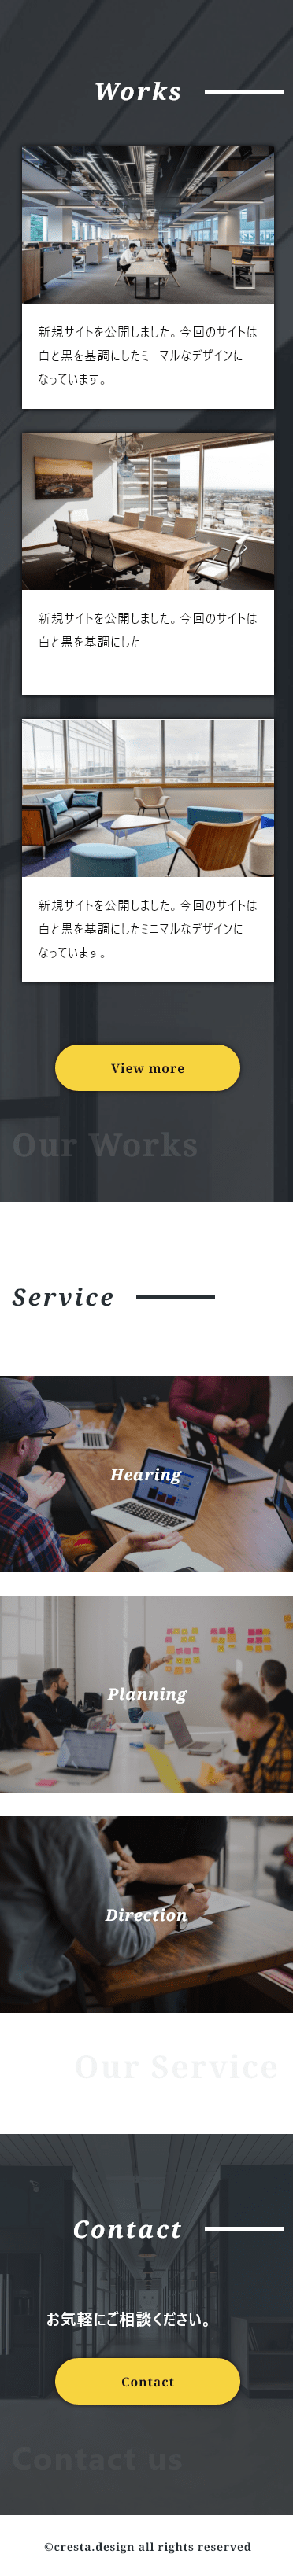 Works
新規サイトを公開しました。今回のサイトは
白と黒を基調にしたミニマルなデザインに
なっています。
新規サイトを公開しました。今回のサイトは
白と黒を基調にした
新規サイトを公開しました。今回のサイトは
白と黒を基調にしたミニマルなデザインに
なっています。
View more
Our Works
Service
Hearing
Planning
Direction
Our Service
Contact
お気軽にご相談ください。
Contact
Contact us
©cresta.design all rights reserved